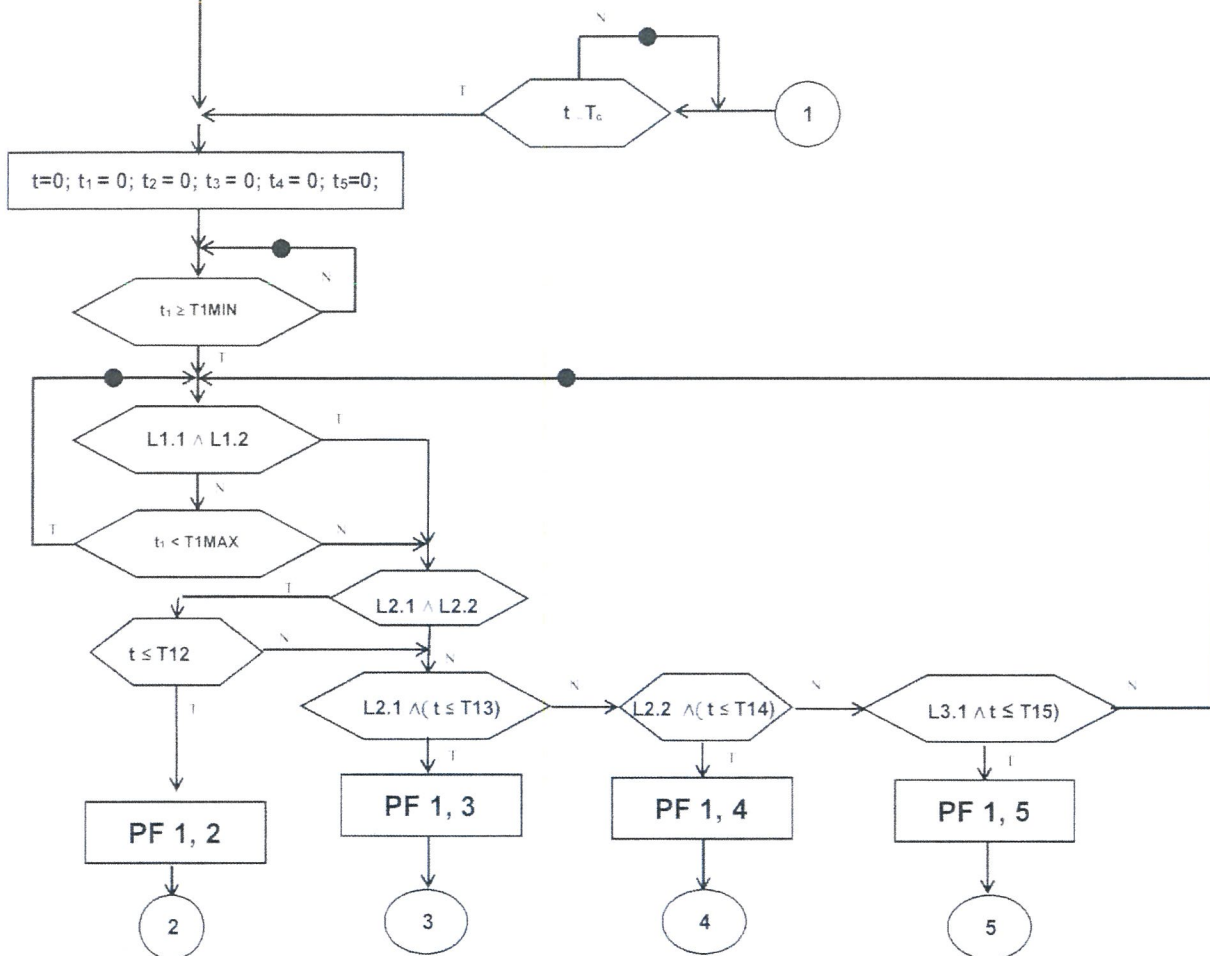 N
T
t Tc
1
t=0; t₁ = 0; t₂ = 0; t₃ = 0; t₄ = 0; t₅=0;
N
t₁ ≥ T1MIN
T
L1.1 ∧ L1.2
T
N
T
t₁ < T1MAX
N
T
L2.1 ∧ L2.2
t ≤ T12
N
N
T
L2.1 ∧( t ≤ T13)
N
L2.2 ∧( t ≤ T14)
N
L3.1 ∧ t ≤ T15)
N
T
T
T
PF 1, 2
PF 1, 3
PF 1, 4
PF 1, 5
2
3
4
5